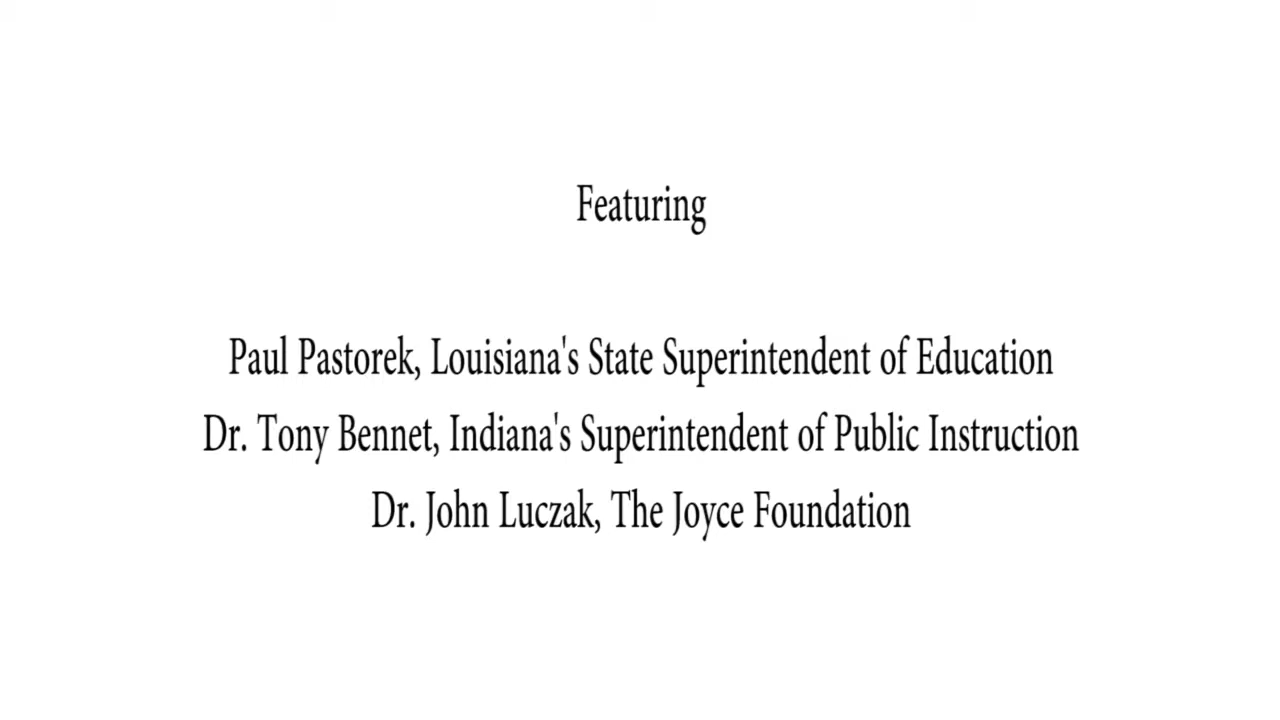 Featuring
Paul Pastorek, Louisiana's State Superintendent of Education
Dr. Tony Bennet, Indiana's Superintendent of Public Instruction
Dr. John Luczak, The Joyce Foundation